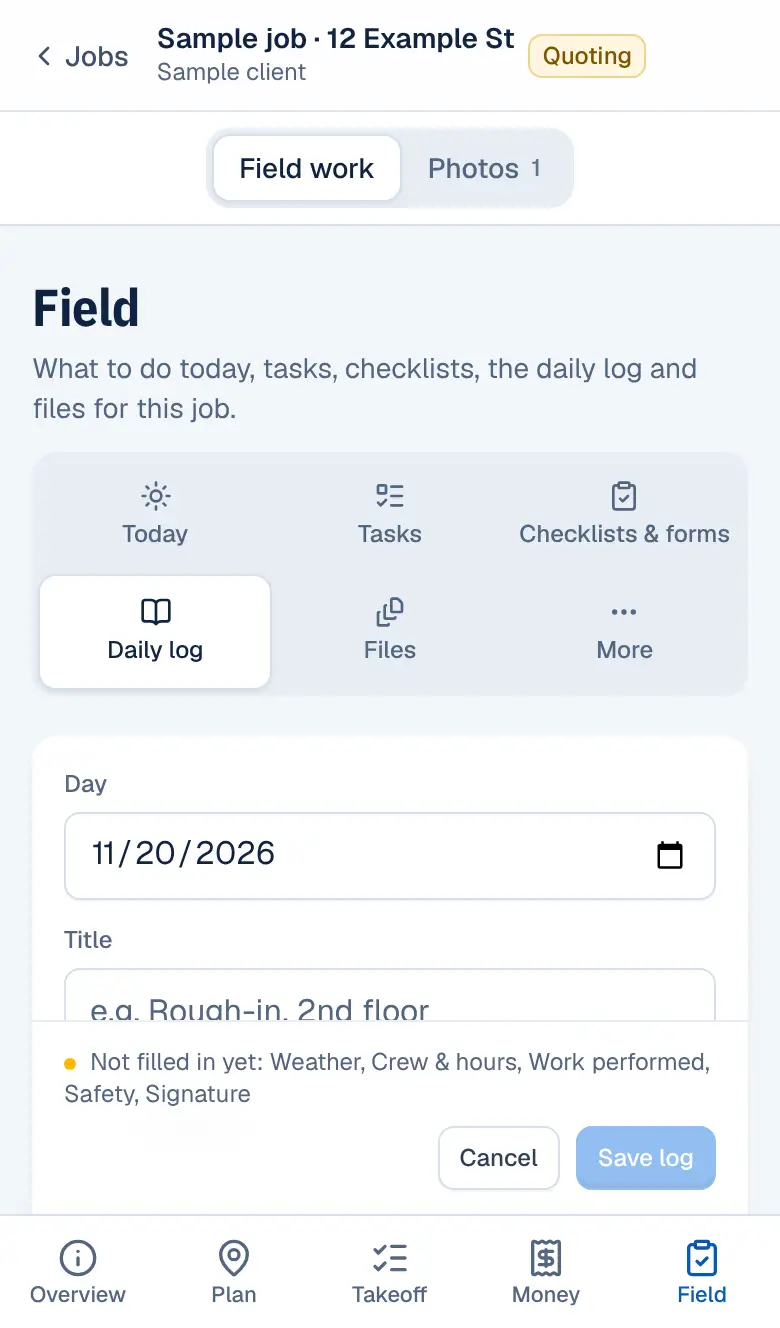 Jobs
Sample job · 12 Example St
Sample client
Quoting
Field work
Photos 1
Field
What to do today, tasks, checklists, the daily log and
files for this job.
Today
Tasks
Checklists & forms
Daily log
Files
More
Day
11/20/2026
Title
e.g. Rough-in, 2nd floor
Not filled in yet: Weather, Crew & hours, Work performed,
Safety, Signature
Cancel
Save log
Overview
Plan
Takeoff
Money
Field